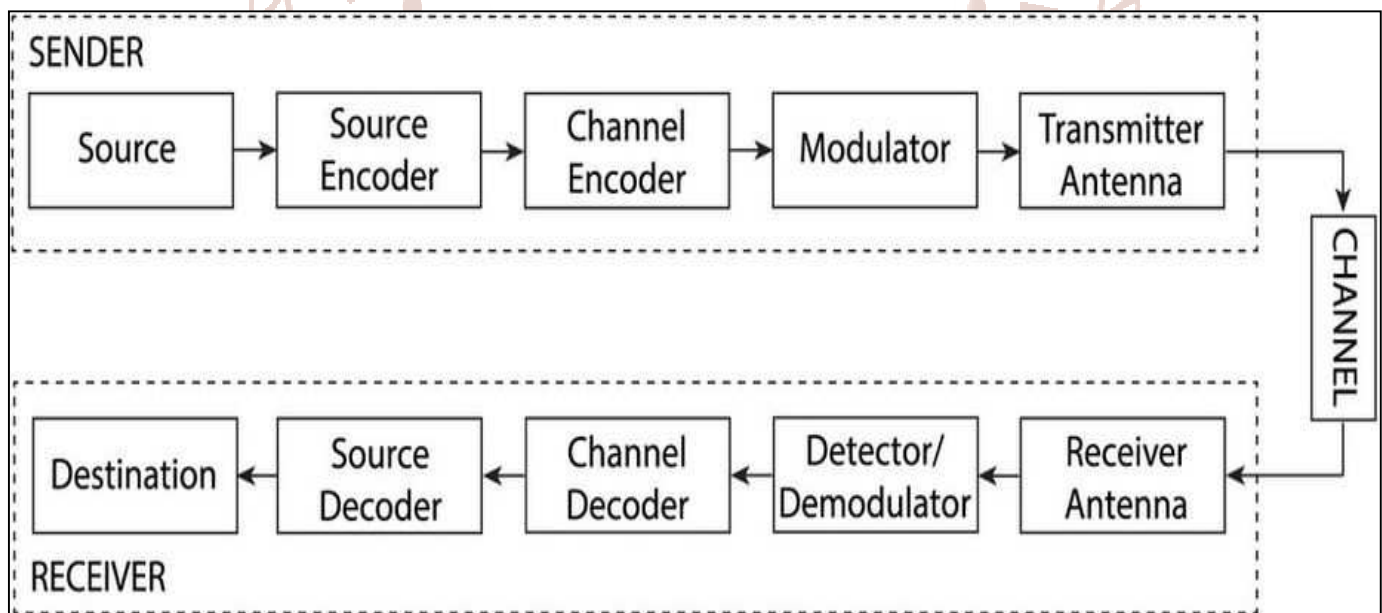 SENDER
Source
Source
Encoder
Channel
Encoder
Modulator
Transmitter
Antenna
CHANNEL
Destination
Source
Decoder
Channel
Decoder
Detector/
Demodulator
Receiver
Antenna
RECEIVER